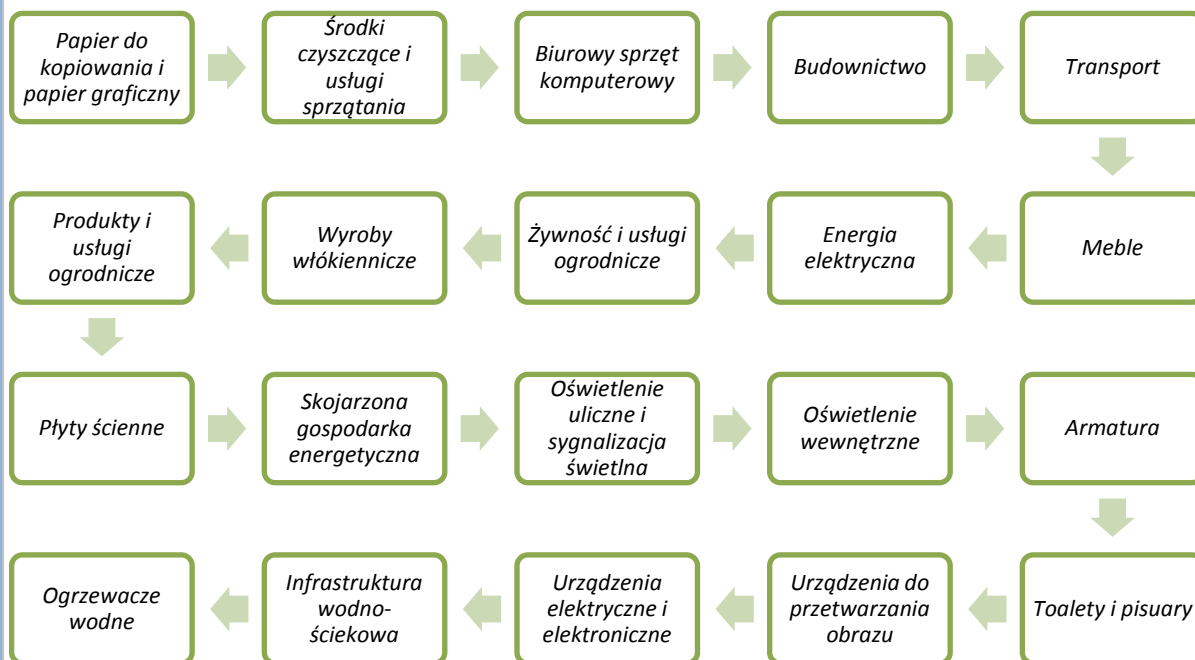 Papier do
kopiowania i
papier graficzny
Środki
czyszczące i
usługi
sprzątania
Biurowy sprzęt
komputerowy
Budownictwo
Transport
Meble
Energia
elektryczna
Żywność i usługi
ogrodnicze
Wyroby
włókiennicze
Produkty i
usługi
ogrodnicze
Płyty ścienne
Skojarzona
gospodarka
energetyczna
Oświetlenie
uliczne i
sygnalizacja
świetlna
Oświetlenie
wewnętrzne
Armatura
Toalety i pisuary
Urządzenia do
przetwarzania
obrazu
Urządzenia
elektryczne i
elektroniczne
Infrastruktura
wodno-
ściekowa
Ogrzewacze
wodne